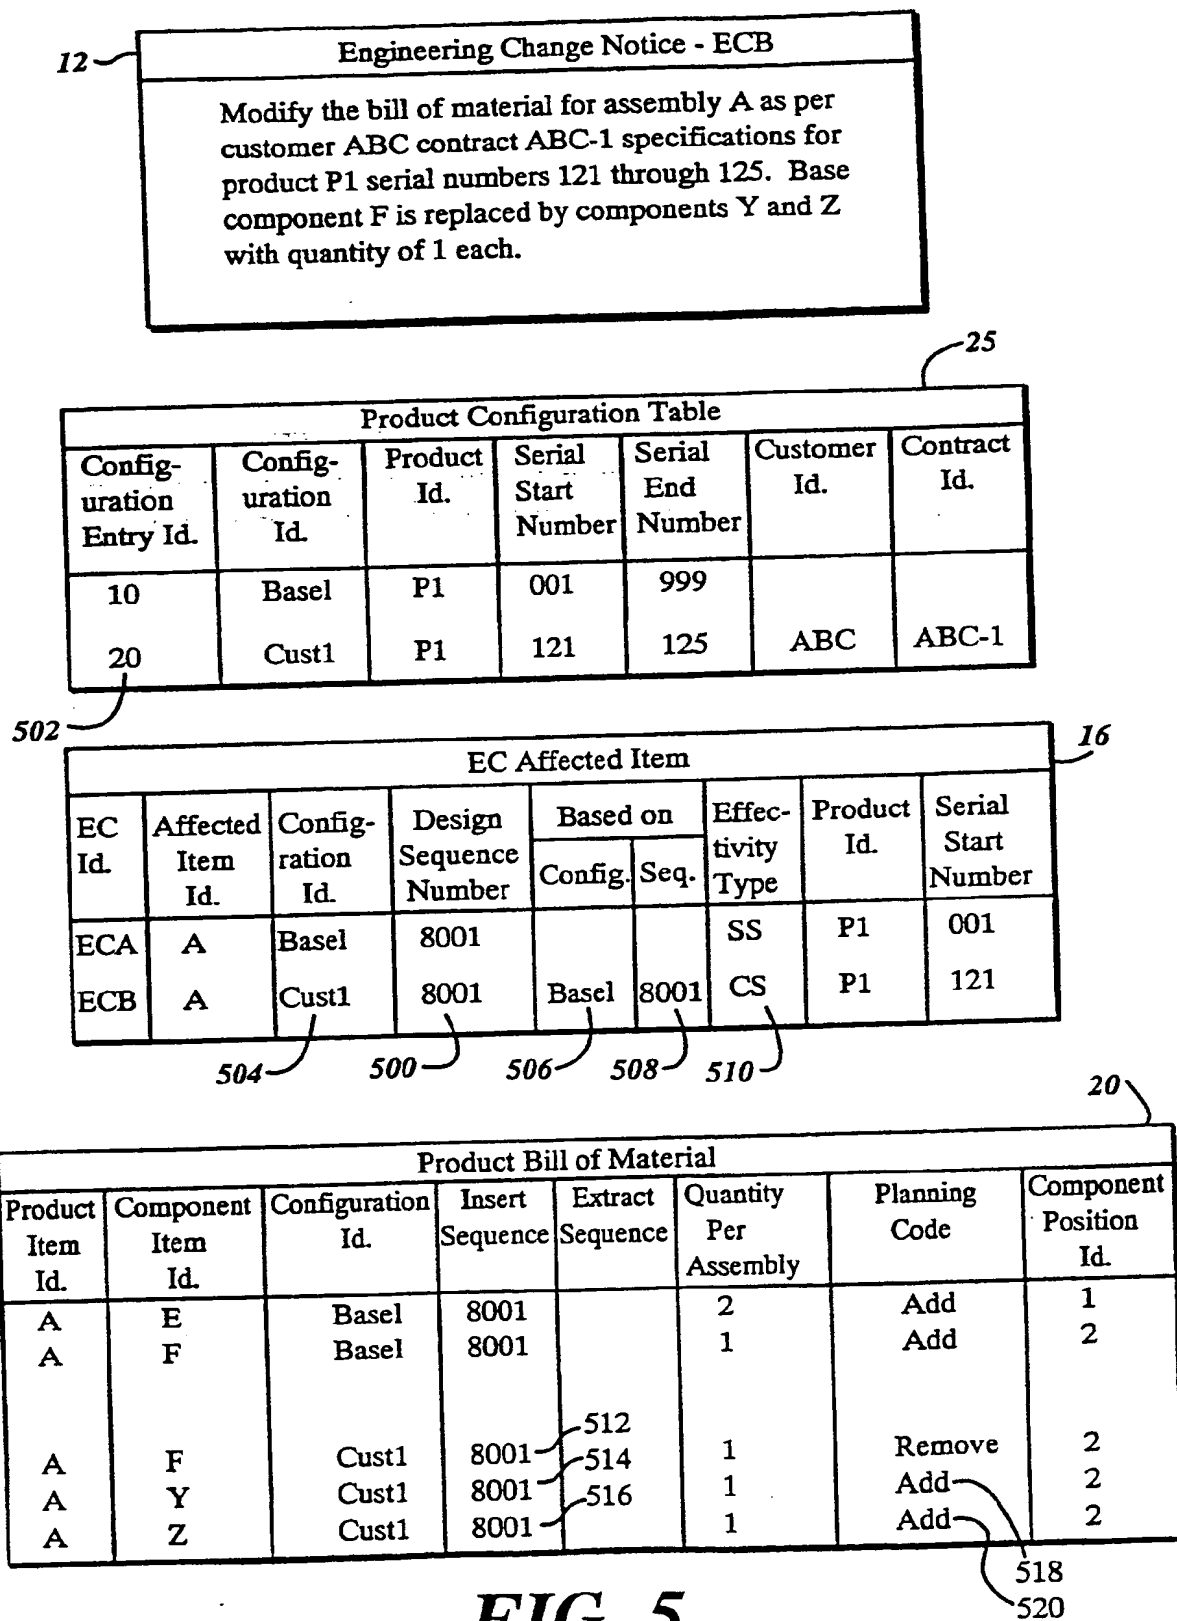 12
Engineering Change Notice - ECB
Modify the bill of material for assembly A as per
customer ABC contract ABC-1 specifications for
product P1 serial numbers 121 through 125. Base
component F is replaced by components Y and Z
with quantity of 1 each.
25
Product Configuration Table
Config-
uration
Entry Id.
Config-
uration
Id.
Product
Id.
Serial
Start
Number
Serial
End
Number
Customer
Id.
Contract
Id.
10 Basel P1 001 999
20 Cust1 P1 121 125 ABC ABC-1
502
16
EC Affected Item
EC
Id.
Affected
Item
Id.
Config-
ration
Id.
Design
Sequence
Number
Based on
Config. Seq.
Effec-
tivity
Type
Product
Id.
Serial
Start
Number
ECA A Basel 8001 SS P1 001
ECB A Cust1 8001 Basel 8001 CS P1 121
504 500 506 508 510
20
Product Bill of Material
Product
Item
Id.
Component
Item
Id.
Configuration
Id.
Insert
Sequence
Extract
Sequence
Quantity
Per
Assembly
Planning
Code
Component
Position
Id.
A E Basel 8001 2 Add 1
A F Basel 8001 1 Add 2
512
A F Cust1 8001 1 Remove 2
514
A Y Cust1 8001 1 Add 2
516
A Z Cust1 8001 1 Add 2
518
520
FIG. 5